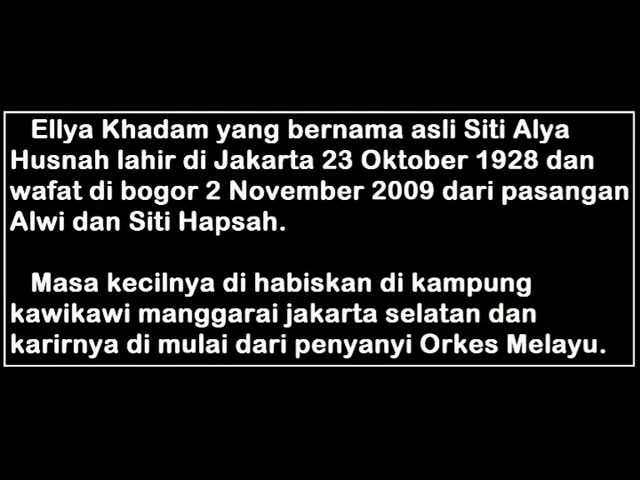 Ellya Khadam yang bernama asli Siti Alya
Husnah lahir di Jakarta 23 Oktober 1928 dan
wafat di bogor 2 November 2009 dari pasangan
Alwi dan Siti Hapsah.
Masa kecilnya di habiskan di kampung
kawikawi manggarai jakarta selatan dan
karirnya di mulai dari penyanyi Orkes Melayu.